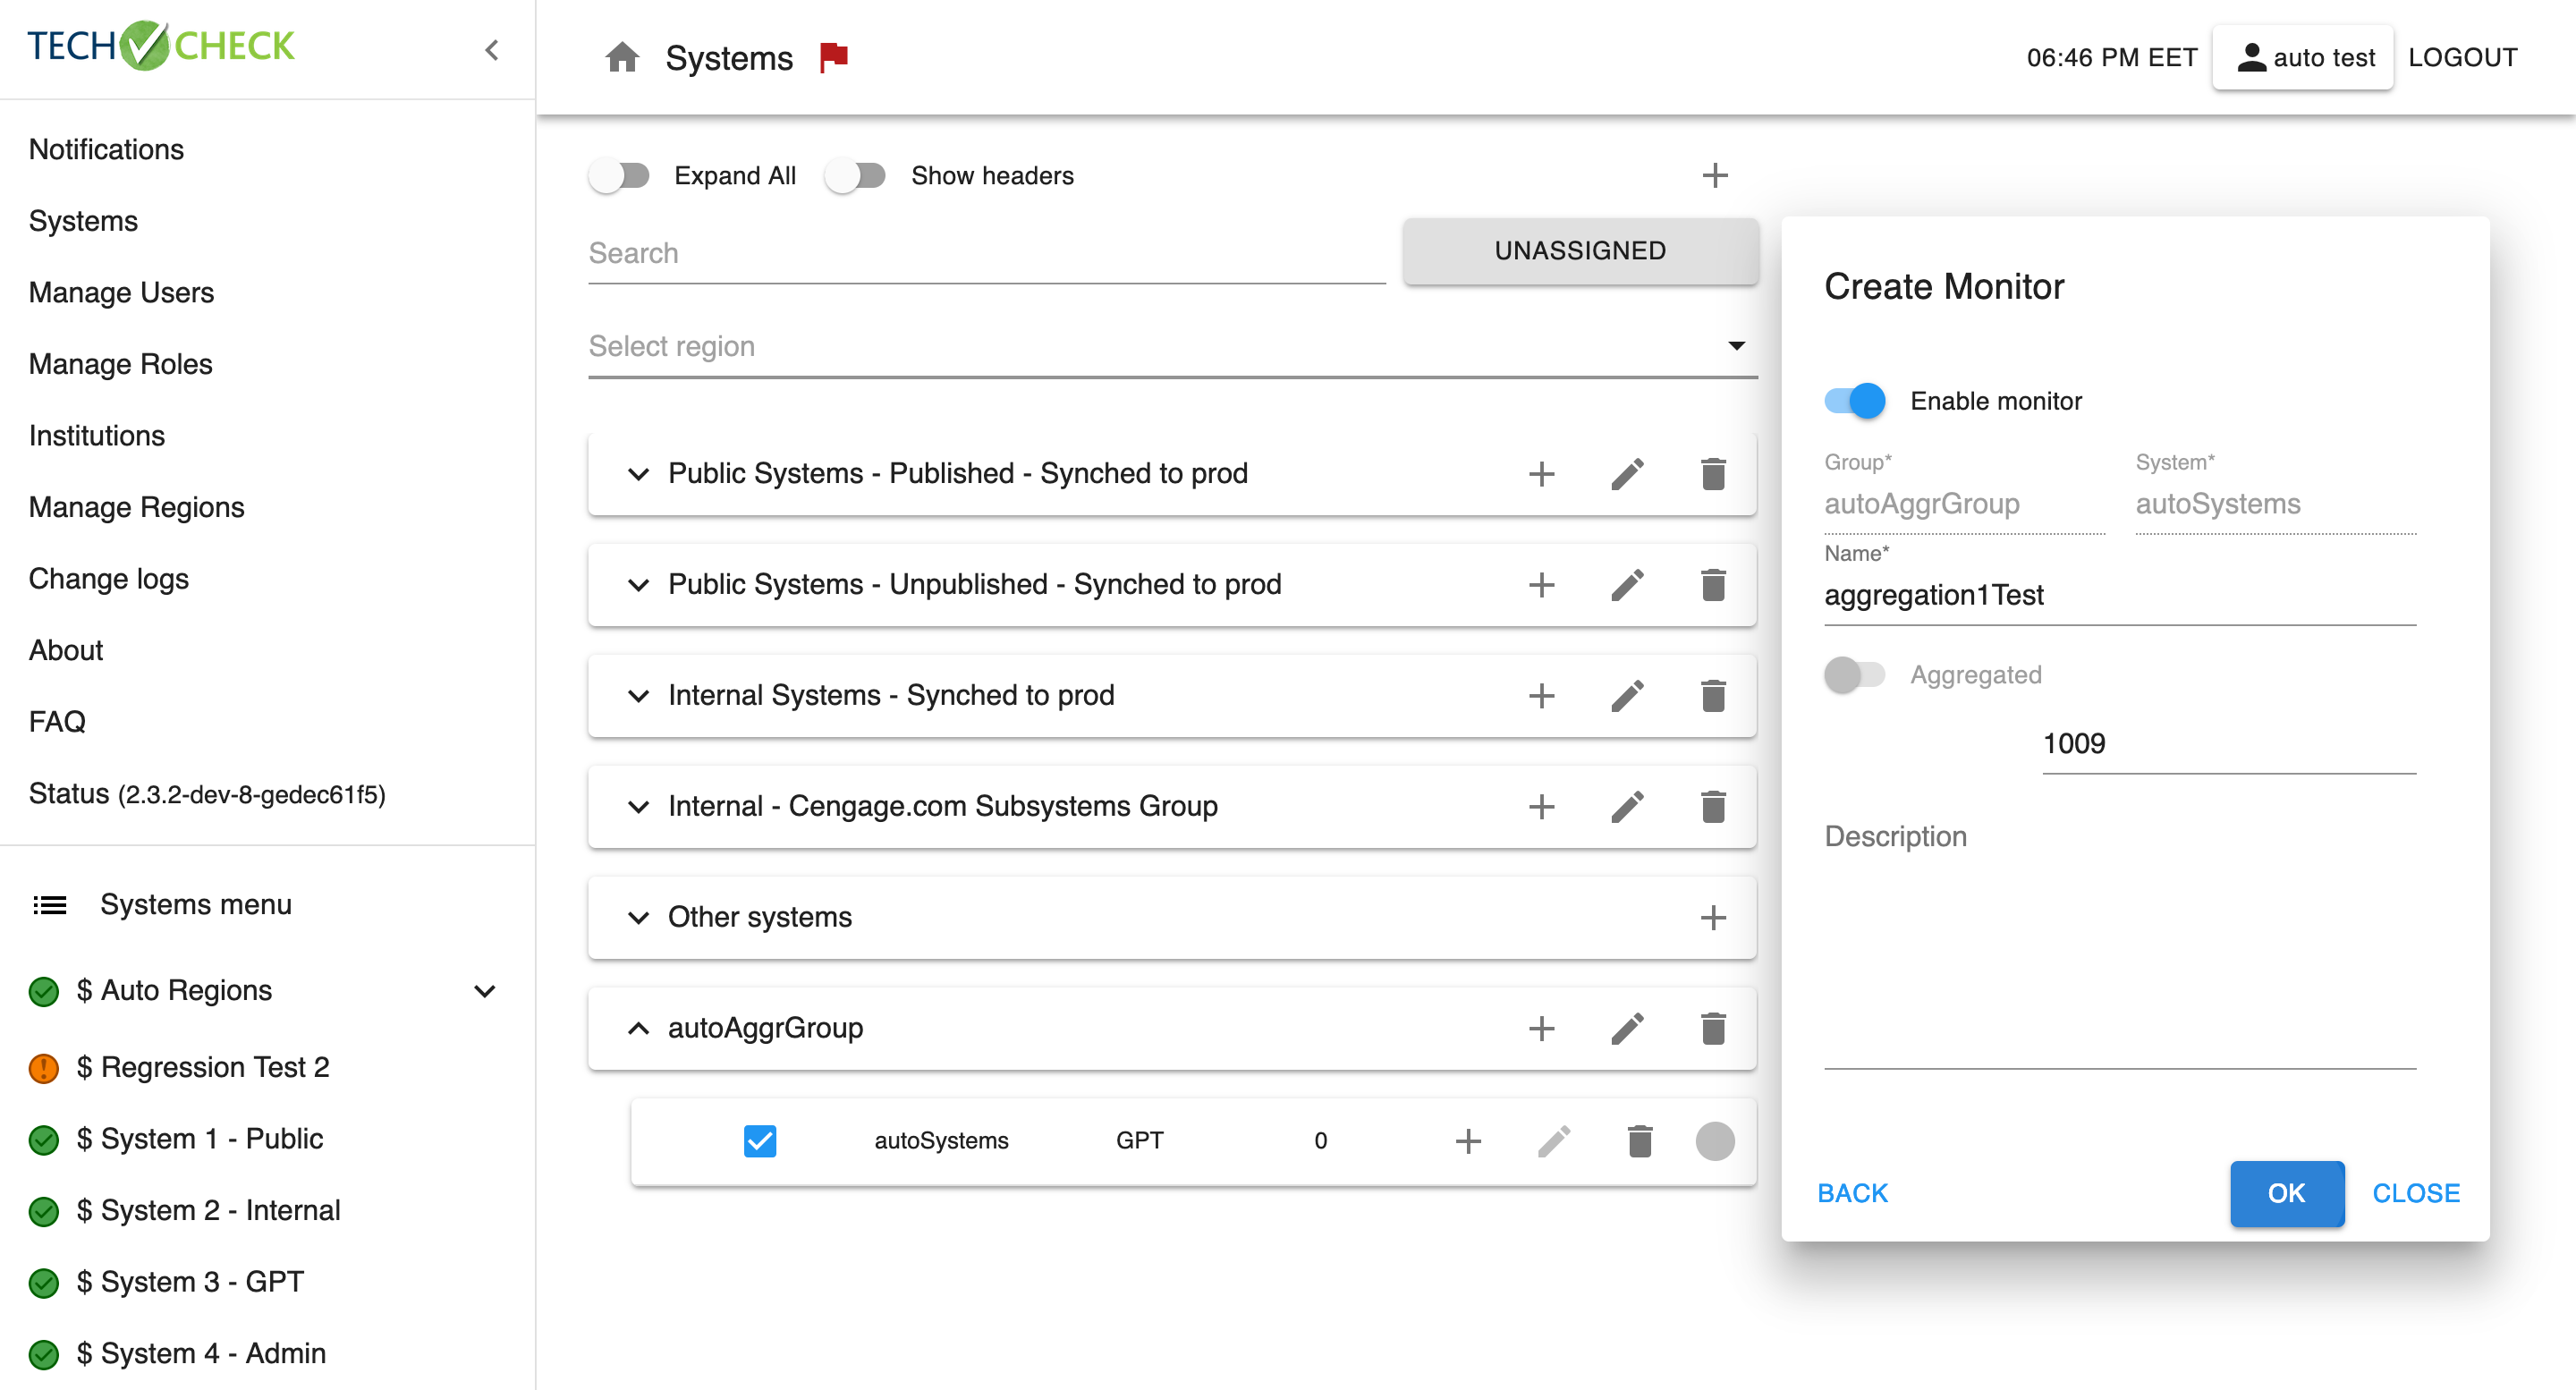 TECH CHECK
Notifications
Systems
Manage Users
Manage Roles
Institutions
Manage Regions
Change logs
About
FAQ
Status (2.3.2-dev-8-gedec61f5)
Systems menu
$ Auto Regions
$ Regression Test 2
$ System 1 - Public
$ System 2 - Internal
$ System 3 - GPT
$ System 4 - Admin
Systems
06:46 PM EET
auto test
LOGOUT
Expand All
Show headers
Search
UNASSIGNED
Select region
Public Systems - Published - Synched to prod
Public Systems - Unpublished - Synched to prod
Internal Systems - Synched to prod
Internal - Cengage.com Subsystems Group
Other systems
autoAggrGroup
autoSystems GPT 0
Create Monitor
Enable monitor
Group* System*
autoAggrGroup autoSystems
Name*
aggregation1Test
Aggregated
1009
Description
BACK OK CLOSE